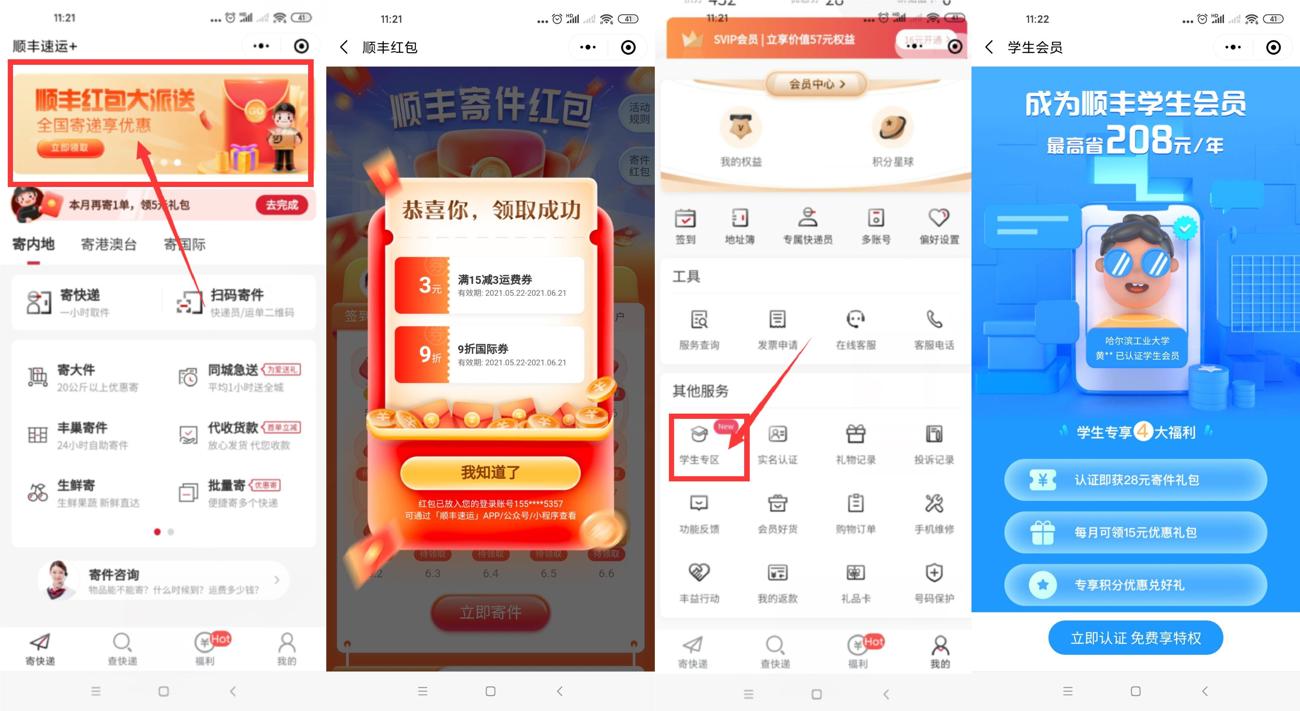 11:21
41
顺丰速运+
顺丰红包大派送
全国寄递享优惠
立即领取
GO
本月再寄1单，领5元礼包
去完成
寄内地
寄港澳台
寄国际
寄快递
一小时取件
扫码寄件
快递员/运单二维码
寄大件
20公斤以上优惠寄
同城急送
为爱送礼
平均1小时送全城
丰巢寄件
24小时自助寄件
代收货款
首单立减
放心发货 代您收款
生鲜寄
生鲜果蔬 新鲜直达
批量寄
优惠寄
便捷寄多个快递
寄件咨询
物品能不能寄？什么时候到？运费多少钱？
寄快递
查快递
Hot
福利
我的
11:21
41
顺丰红包
顺丰寄件红包
活动
规则
寄件
红包
恭喜你，领取成功
3元
满15减3运费券
有效期: 2021.05.22-2021.06.21
9折
9折国际券
有效期: 2021.05.22-2021.06.21
签到
户
我知道了
红包已放入您的登录账号155****5357
可通过「顺丰速运」APP/公众号/小程序查看
待领取
待领取
待领取
待领取
6.3
6.4
6.5
6.6
立即寄件
11:21
41
SVIP会员 | 立享价值57元权益
16元开通
会员中心
我的权益
积分星球
签到
地址簿
专属快递员
多账号
偏好设置
工具
服务查询
发票申请
在线客服
客服电话
其他服务
New
学生专区
实名认证
礼物记录
投诉记录
功能反馈
会员好货
购物订单
手机维修
丰益行动
我的返款
礼品卡
号码保护
寄快递
查快递
Hot
福利
我的
11:22
41
学生会员
成为顺丰学生会员
最高省208元/年
哈尔滨工业大学
黄** 已认证学生会员
学生专享4大福利
认证即获28元寄件礼包
每月可领15元优惠礼包
专享积分优惠兑好礼
立即认证 免费享特权